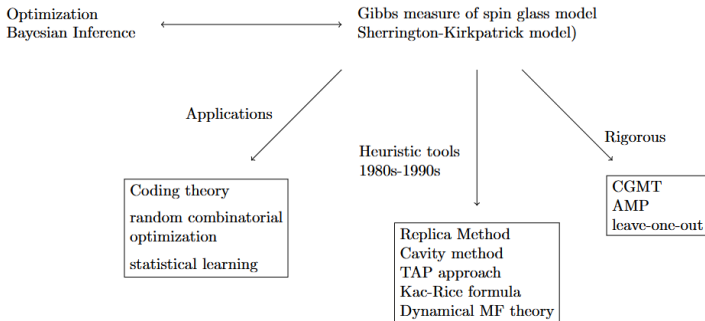 Optimization
Bayesian Inference
Gibbs measure of spin glass model
Sherrington-Kirkpatrick model)
Applications
Heuristic tools
1980s-1990s
Rigorous
Coding theory
random combinatorial
optimization
statistical learning
Replica Method
Cavity method
TAP approach
Kac-Rice formula
Dynamical MF theory
CGMT
AMP
leave-one-out